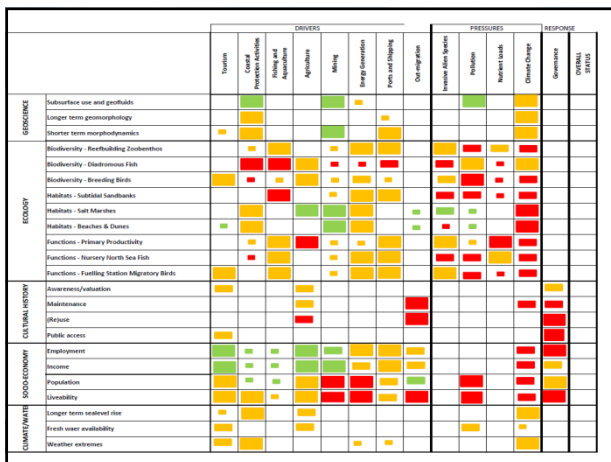 DRIVERS
PRESSURES
RESPONSE
Tourism
Coastal
Protection Activities
Fishing and
Aquaculture
Agriculture
Mining
Energy Generation
Ports and Shipping
Out-migration
Invasive Alien Species
Pollution
Nutrient Loads
Climate Change
Governance
OVERALL
STATUS
GEOSCIENCE
Subsurface use and geofluids
Longer term geomorphology
Shorter term morphodynamics
ECOLOGY
Biodiversity - Reefbuilding Zoobenthos
Biodiversity - Diadromous Fish
Biodiversity - Breeding Birds
Habitats - Subtidal Sandbanks
Habitats - Salt Marshes
Habitats - Beaches & Dunes
Functions - Primary Productivity
Functions - Nursery North Sea Fish
Functions - Fuelling Station Migratory Birds
CULTURAL HISTORY
Awareness/valuation
Maintenance
(Re)use
Public access
SOCIO-ECONOMY
Employment
Income
Population
Liveability
CLIMATE/WATER
Longer term sealevel rise
Fresh waer availability
Weather extremes